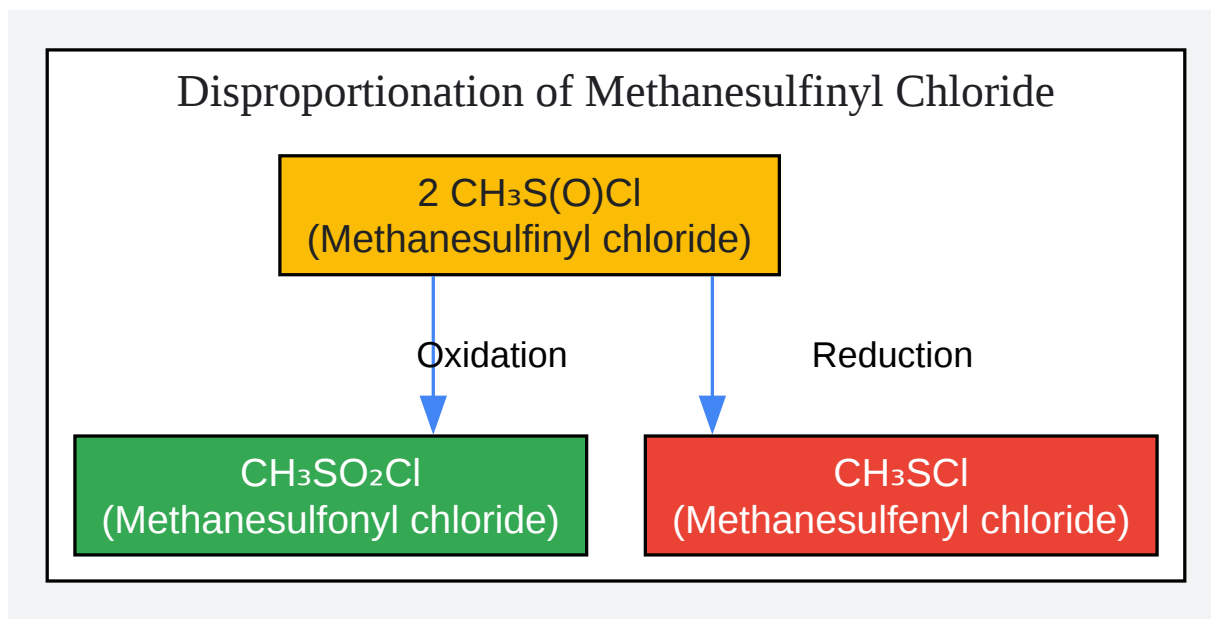 Disproportionation of Methanesulfinyl Chloride
2 CH₃S(O)Cl
(Methanesulfinyl chloride)
Oxidation
Reduction
CH₃SO₂Cl
(Methanesulfonyl chloride)
CH₃SCl
(Methanesulfenyl chloride)